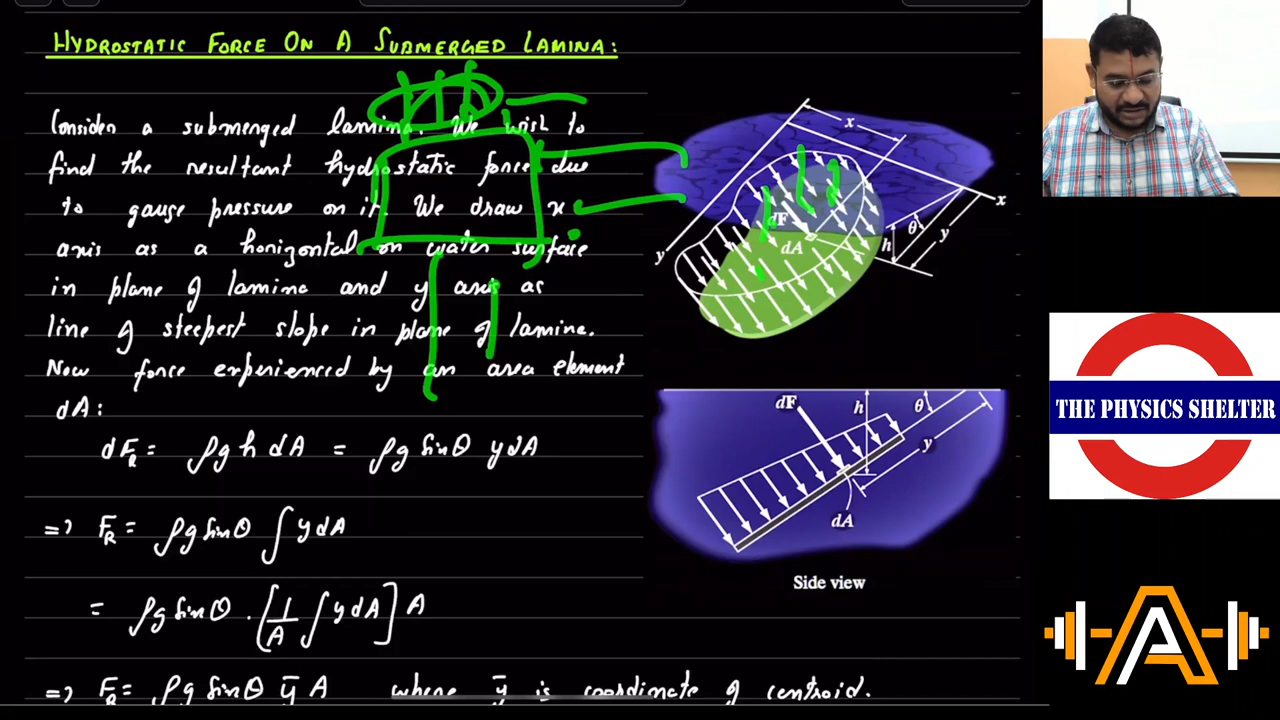 HYDROSTATIC FORCE ON A SUBMERGED LAMINA:
Consider a submerged lamina. We wish to
find the resultant hydrostatic force due
to gauge pressure on it. We draw x
axis as a horizontal on water surface
in plane of lamina and y axis as
line of steepest slope in plane of lamina.
Now force experienced by an area element
dA:
dF_R = ρg h dA = ρg sinθ y dA
=) F_R = ρg sinθ ∫ y dA
= ρg sinθ . [1/A ∫ y dA] A
=) F_R = ρg sinθ ȳ A where ȳ is coordinate of centroid.
x
x
y
dF
dA
h
θ
y
dF
h
θ
y
dA
Side view
THE PHYSICS SHELTER